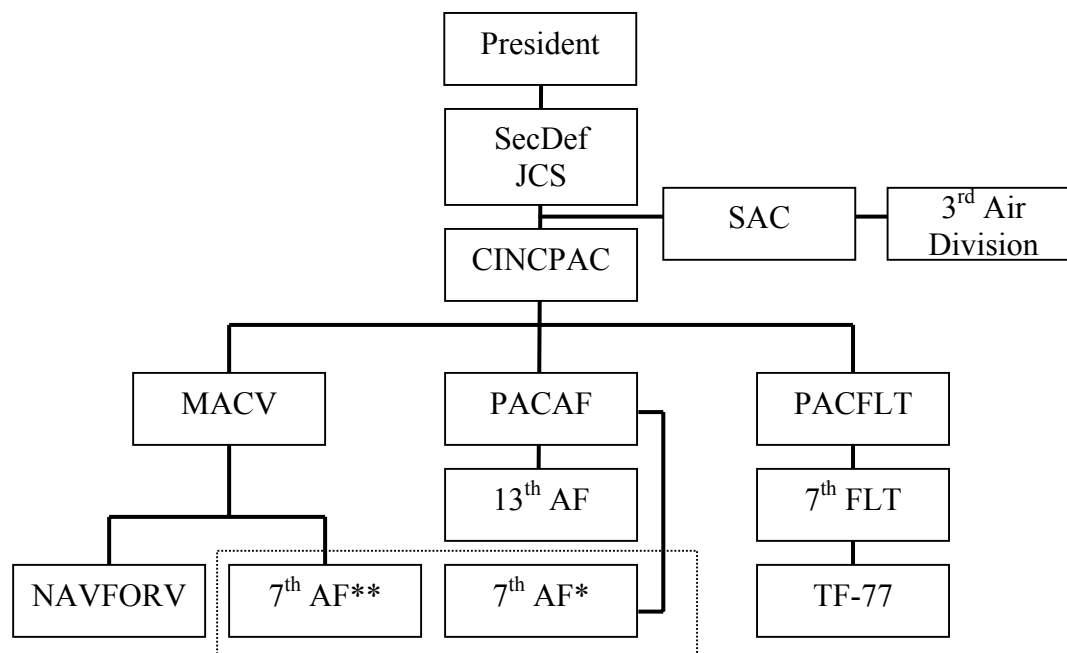 President
SecDef
JCS
SAC
3rd Air
Division
CINCPAC
MACV
PACAF
PACFLT
13th AF
7th FLT
NAVFORV
7th AF**
7th AF*
TF-77